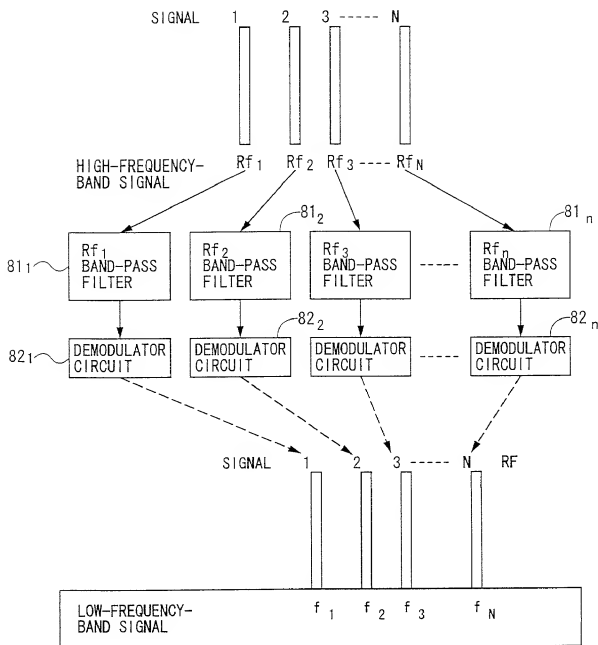 SIGNAL 1 2 3 ----- N
HIGH-FREQUENCY-
BAND SIGNAL
Rf1 Rf2 Rf3 ----- RfN
811 812 81n
Rf1
BAND-PASS
FILTER
Rf2
BAND-PASS
FILTER
Rf3
BAND-PASS
FILTER
-----
Rfn
BAND-PASS
FILTER
821 822 82n
DEMODULATOR
CIRCUIT
DEMODULATOR
CIRCUIT
DEMODULATOR
CIRCUIT
-----
DEMODULATOR
CIRCUIT
SIGNAL 1 2 3 ----- N RF
LOW-FREQUENCY-
BAND SIGNAL
f1 f2 f3 fN